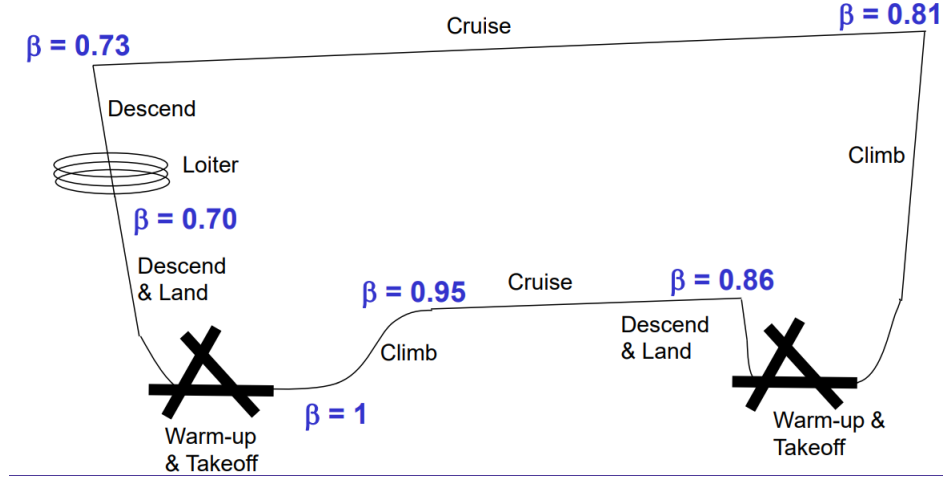 Cruise
β = 0.81
β = 0.73
Descend
Climb
Loiter
β = 0.70
Descend
& Land
β = 0.95
Cruise
β = 0.86
Descend
& Land
Climb
β = 1
Warm-up
& Takeoff
Warm-up &
Takeoff